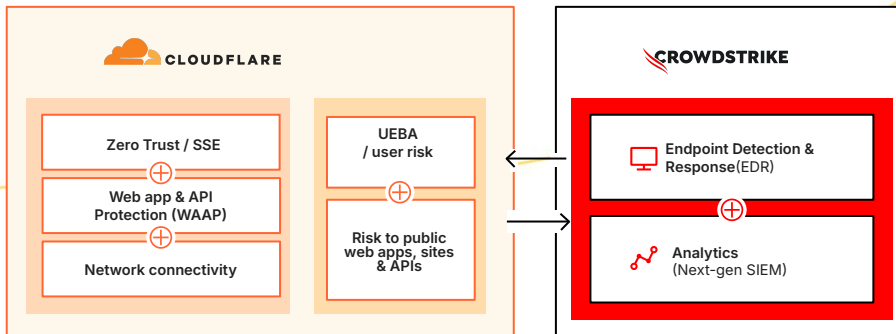 CLOUDFLARE
Zero Trust / SSE
Web app & API
Protection (WAAP)
Network connectivity
UEBA
/ user risk
Risk to public
web apps, sites
& APIs
CROWDSTRIKE
Endpoint Detection &
Response(EDR)
Analytics
(Next-gen SIEM)